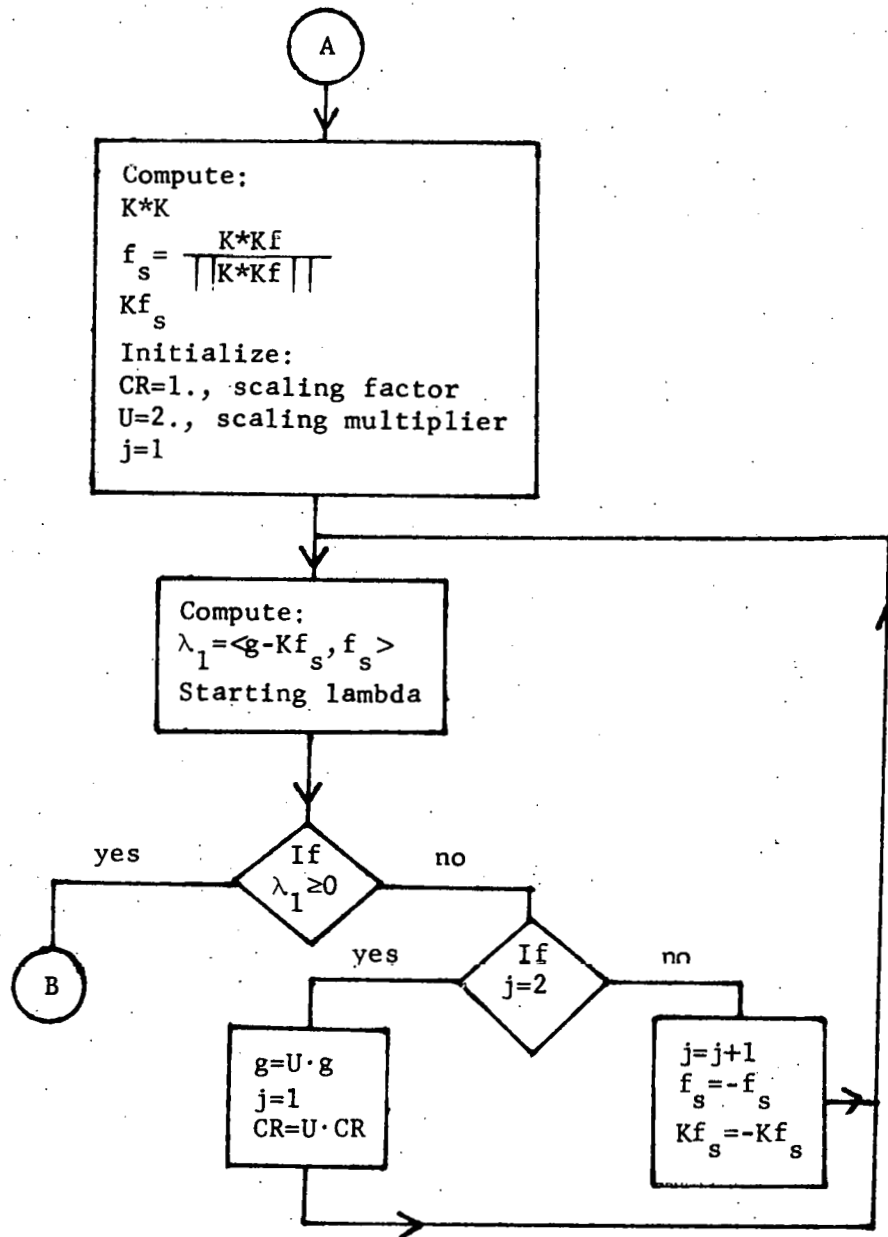 A
Compute:
K*K
f_s = K*Kf / ||K*Kf||
Kf_s
Initialize:
CR=1., scaling factor
U=2., scaling multiplier
j=1
Compute:
λ_1=<g-Kf_s,f_s>
Starting lambda
If
λ_1≥0
yes
no
B
If
j=2
yes
no
g=U·g
j=1
CR=U·CR
j=j+1
f_s=-f_s
Kf_s=-Kf_s